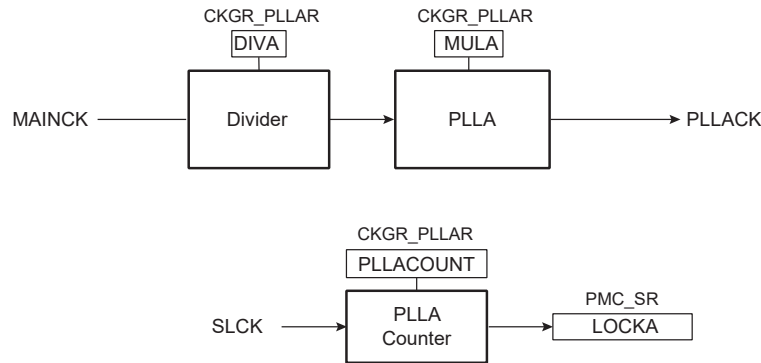 CKGR_PLLAR CKGR_PLLAR
DIVA MULA
MAINCK Divider PLLA PLLACK
CKGR_PLLAR
PLLACOUNT
PMC_SR
SLCK PLLA Counter LOCKA